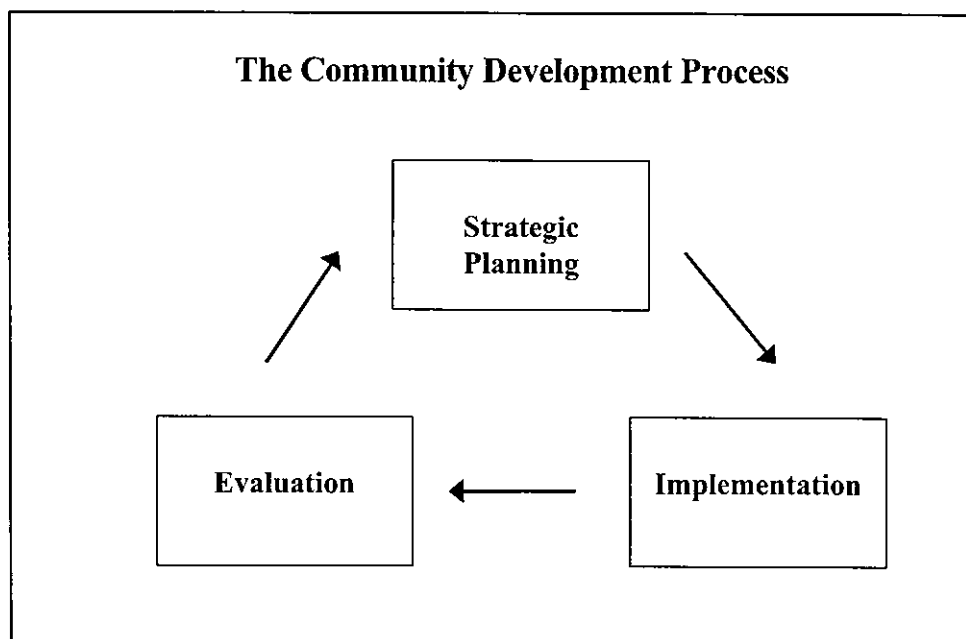 The Community Development Process
Strategic
Planning
Evaluation
Implementation